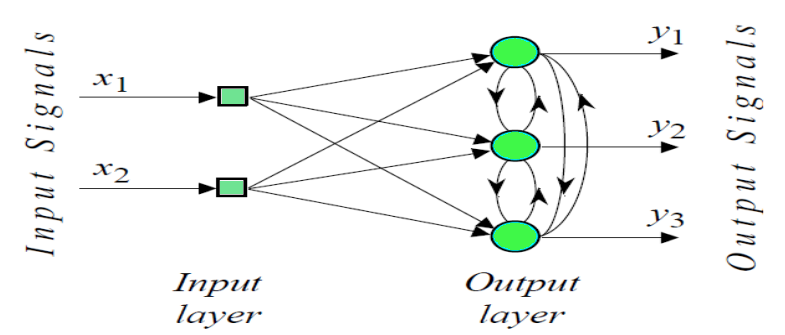 Input Signals
x1
x2
y1
y2
y3
Output Signals
Input
layer
Output
layer